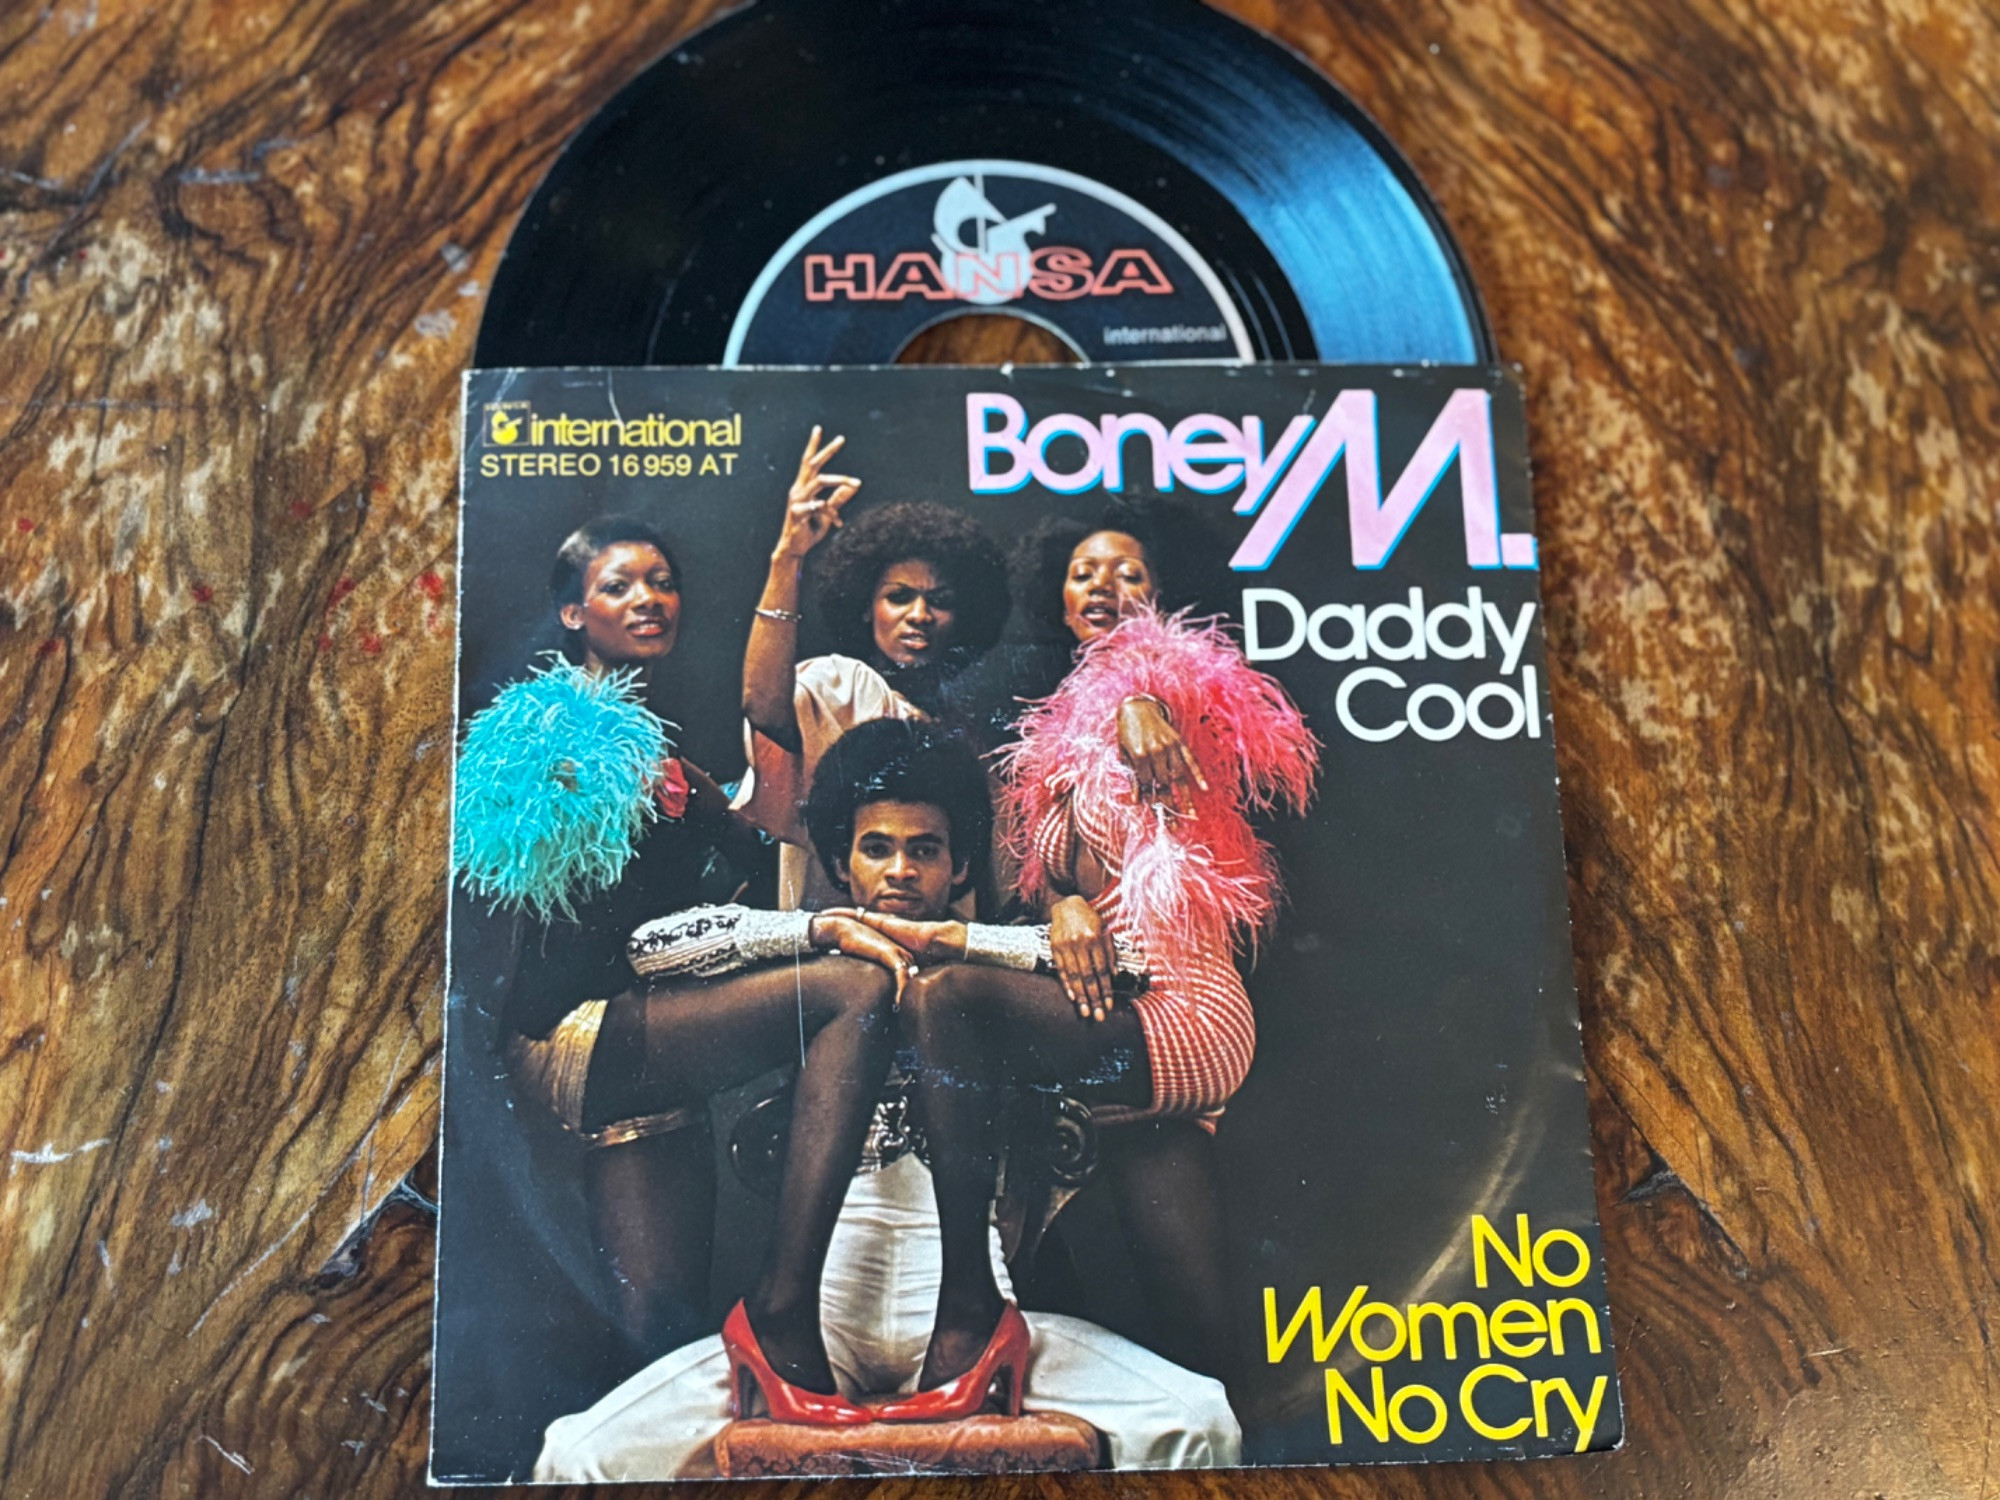 HANSA
international
international
STEREO 16 959 AT
Boney M.
Daddy
Cool
No
Women
No Cry